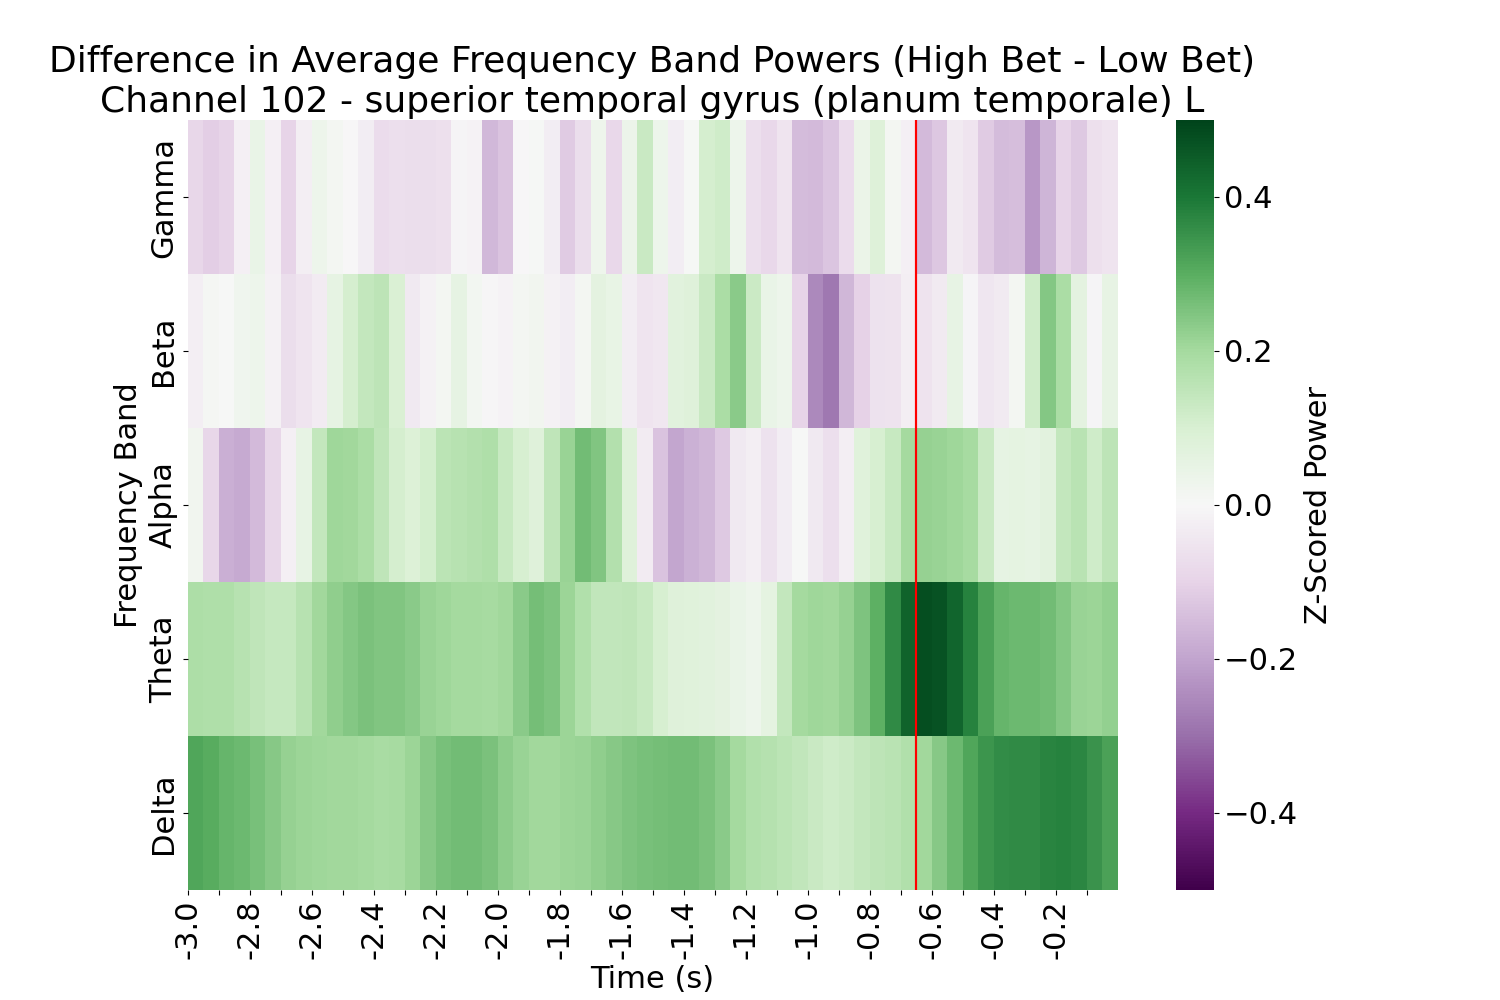 Difference in Average Frequency Band Powers (High Bet - Low Bet)
Channel 102 - superior temporal gyrus (planum temporale) L
Frequency Band
Gamma
Beta
Alpha
Theta
Delta
-3.0
-2.8
-2.6
-2.4
-2.2
-2.0
-1.8
-1.6
-1.4
-1.2
-1.0
-0.8
-0.6
-0.4
-0.2
Time (s)
0.4
0.2
0.0
−0.2
−0.4
Z-Scored Power